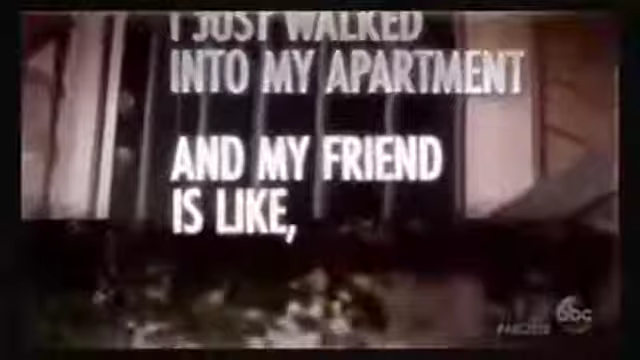 I JUST WALKED
INTO MY APARTMENT
AND MY FRIEND
IS LIKE,
abc